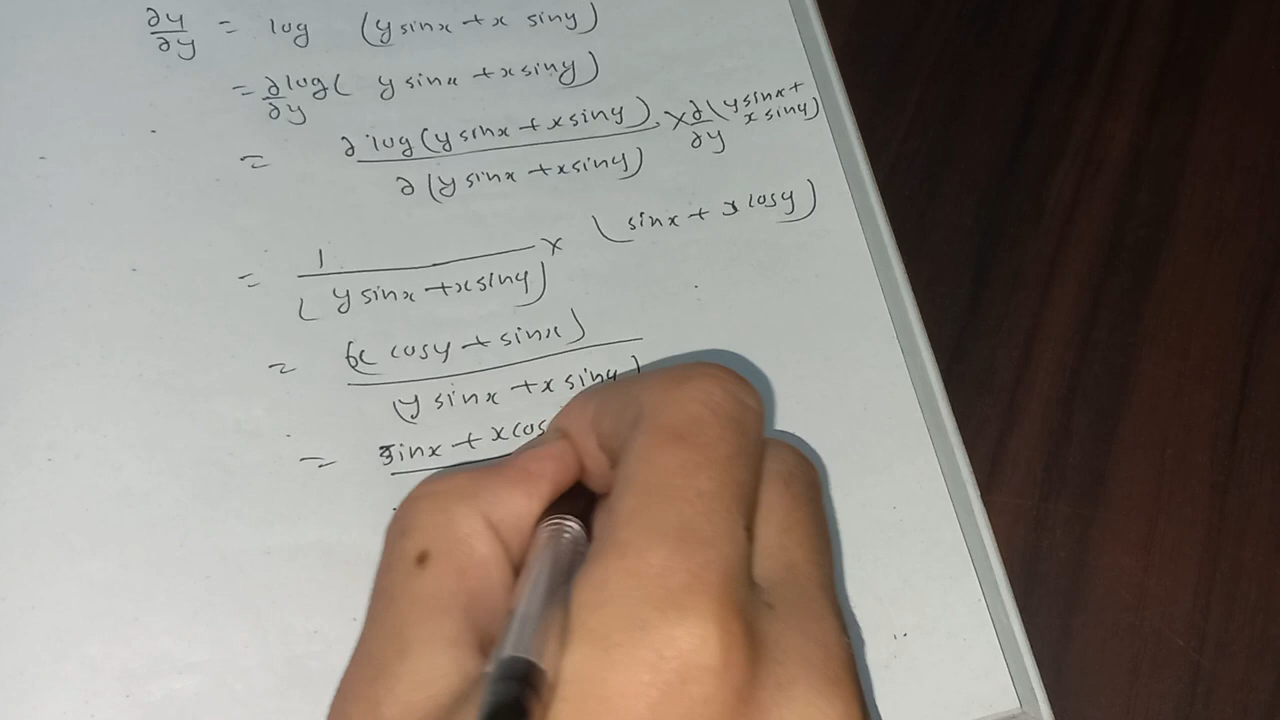 ∂u/∂y = log (y sinx + x siny)
= ∂/∂y log( y sinx + x siny)
= ∂ log(y sinx + x siny) / ∂ (y sinx + x siny) × ∂/∂y (y sinx + x siny)
= 1 / (y sinx + x siny) × (sinx + x cosy)
= (x cosy + sinx) / (y sinx + x siny)
= sinx + x cos